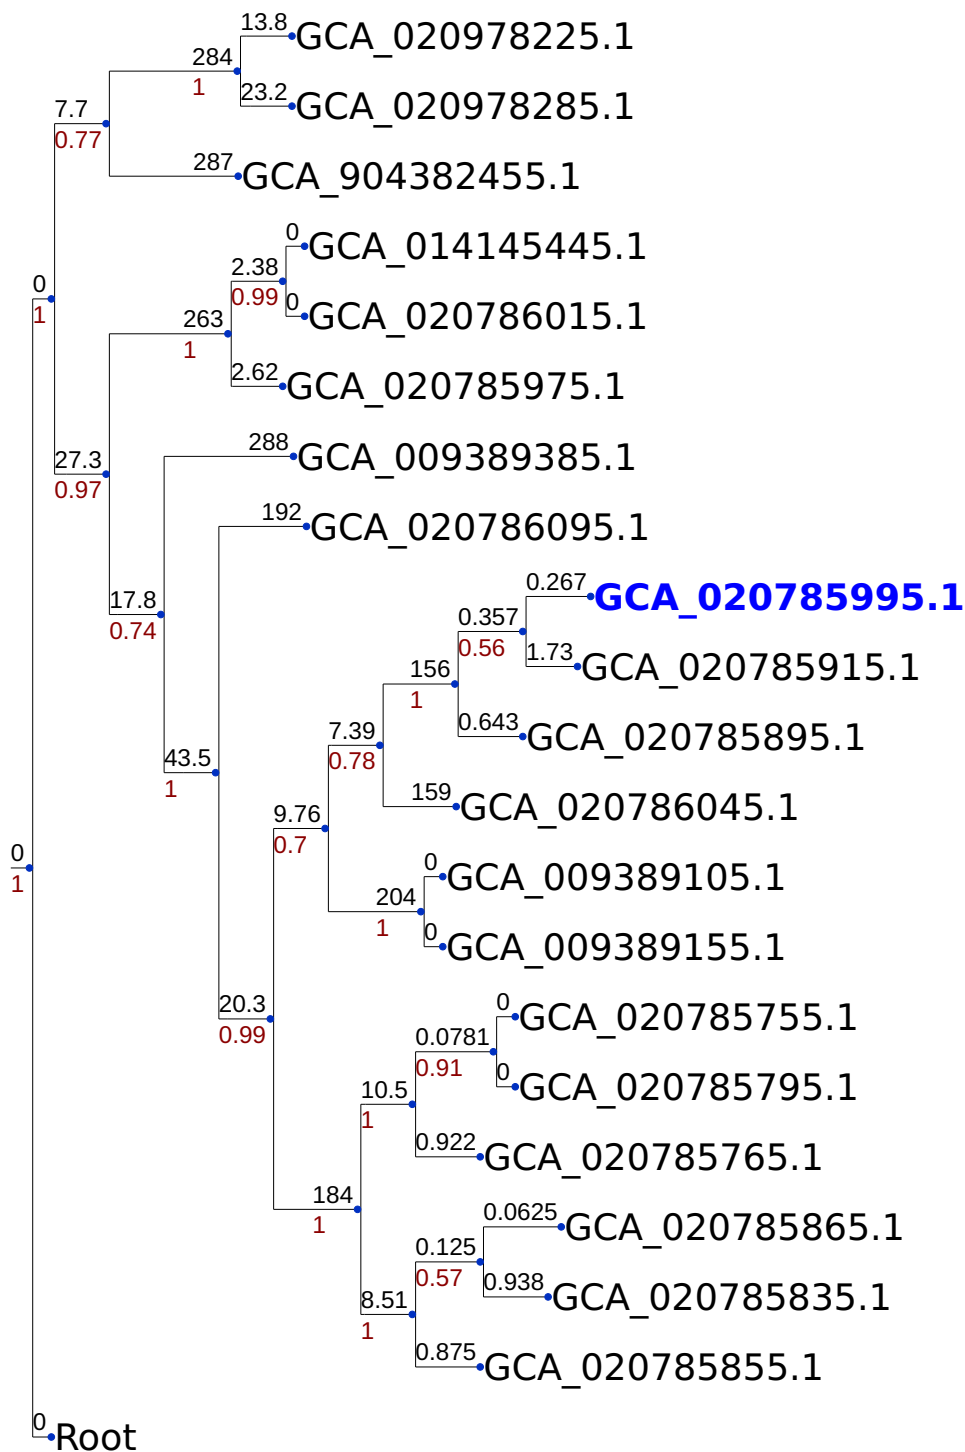 13.8
GCA_020978225.1
284
1
23.2
GCA_020978285.1
7.7
0.77
287
GCA_904382455.1
0
GCA_014145445.1
2.38
0.99
0
GCA_020786015.1
0
1
263
1
2.62
GCA_020785975.1
288
GCA_009389385.1
27.3
0.97
192
GCA_020786095.1
0.267
GCA_020785995.1
17.8
0.74
0.357
0.56
1.73
GCA_020785915.1
156
1
0.643
GCA_020785895.1
7.39
0.78
43.5
1
159
GCA_020786045.1
9.76
0.7
0
1
0
GCA_009389105.1
204
1
0
GCA_009389155.1
20.3
0.99
0
GCA_020785755.1
0.0781
0.91
0
GCA_020785795.1
10.5
1
0.922
GCA_020785765.1
184
1
0.0625
GCA_020785865.1
0.125
0.57
0.938
GCA_020785835.1
8.51
1
0.875
GCA_020785855.1
0
Root